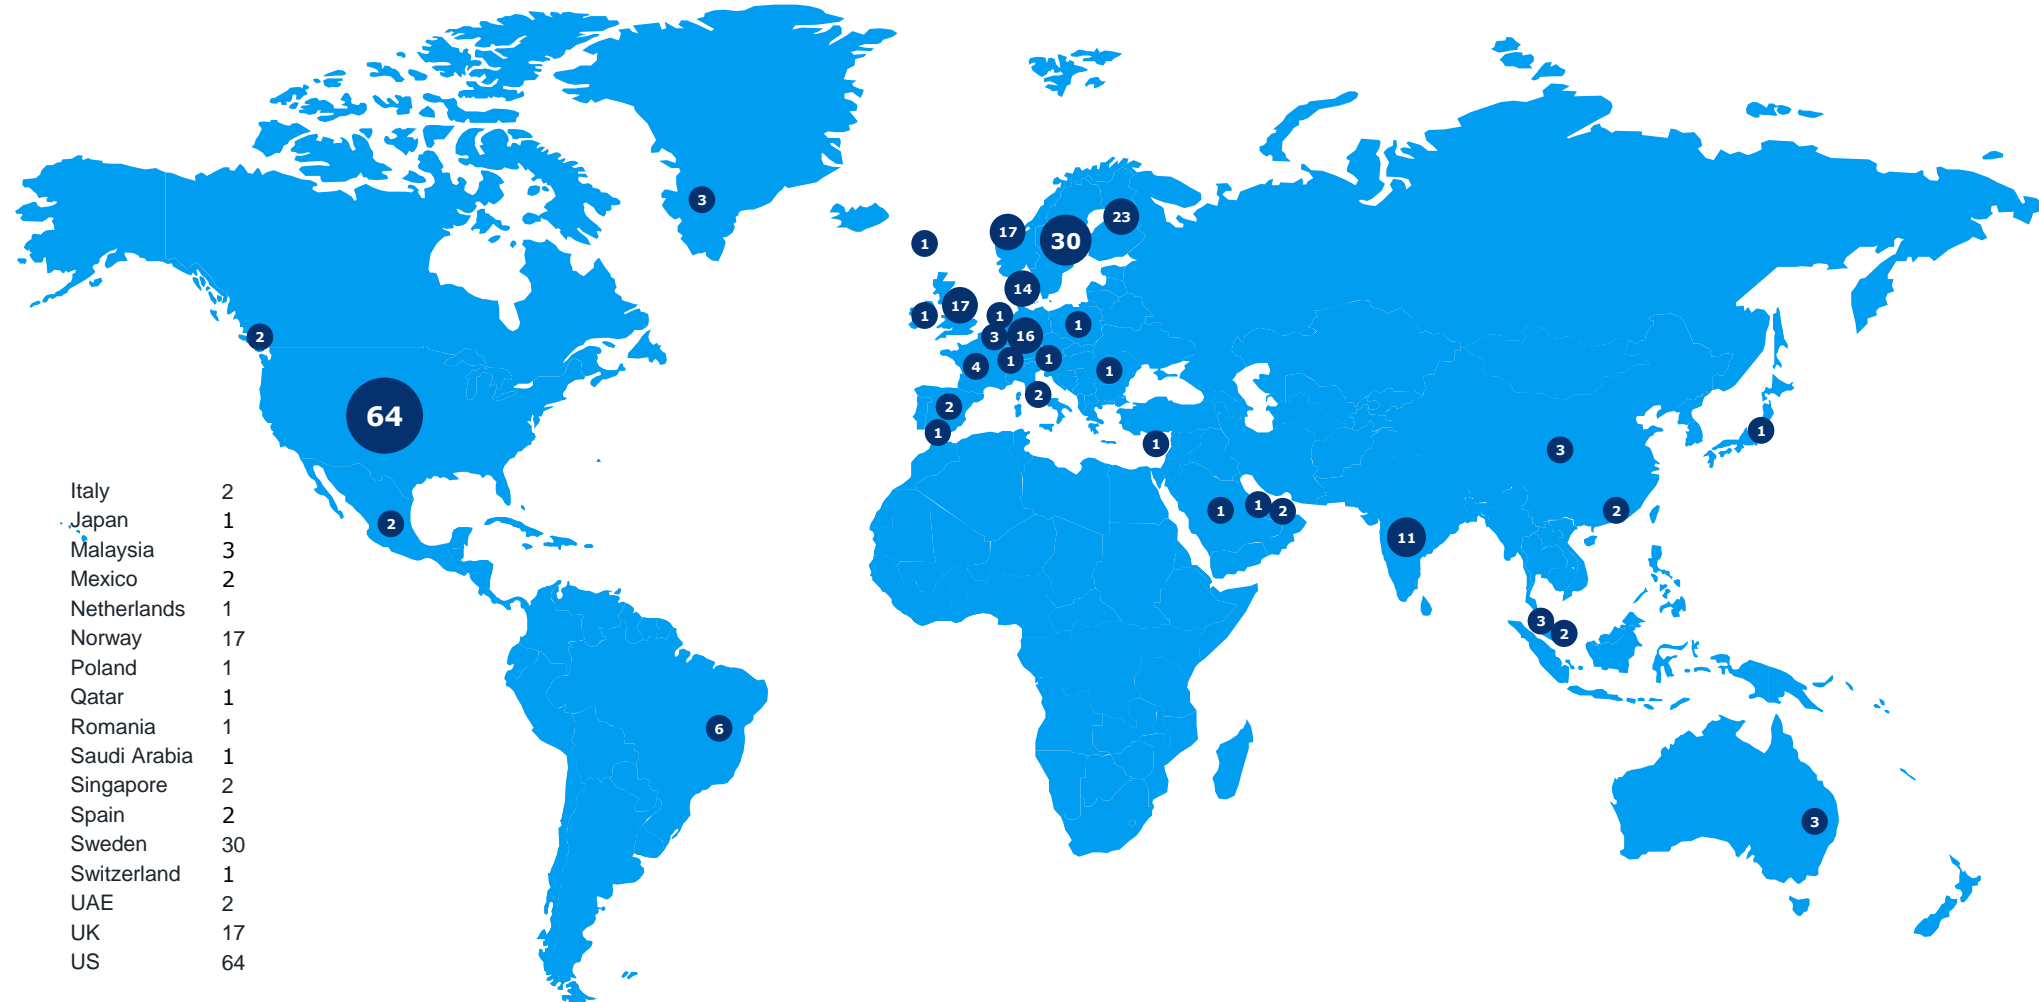 3
23
17
30
1
14
17
1
1
1
2
3
16
1
1
4
1
2
2
64
1
1
1
3
Italy 2
Japan 1
Malaysia 3
Mexico 2
Netherlands 1
Norway 17
Poland 1
Qatar 1
Romania 1
Saudi Arabia 1
Singapore 2
Spain 2
Sweden 30
Switzerland 1
UAE 2
UK 17
US 64
1
1
2
2
2
11
3
2
6
3